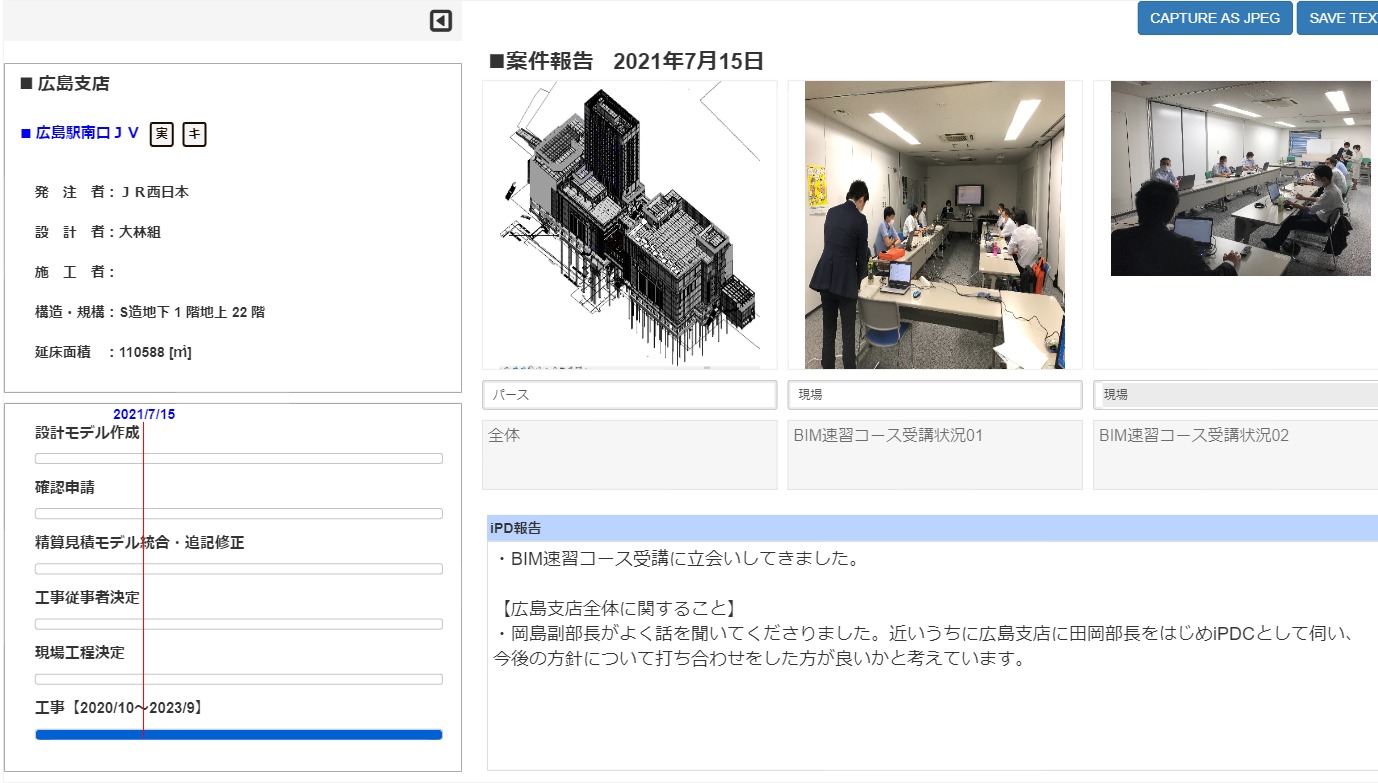 CAPTURE AS JPEG
SAVE TEX
■ 広島支店
■ 広島駅南口ＪＶ 実 キ
発　注　者：ＪＲ西日本
設　計　者：大林組
施　工　者：
構造・規構：S造地下 1 階地上 22 階
延床面積　：110588 [㎡]
2021/7/15
設計モデル作成
確認申請
精算見積モデル統合・追記修正
工事従事者決定
現場工程決定
工事【2020/10～2023/9】
■案件報告　2021年7月15日
パース
現場
現場
全体
BIM速習コース受講状況01
BIM速習コース受講状況02
iPD報告
・BIM速習コース受講に立会いしてきました。
【広島支店全体に関すること】
・岡島副部長がよく話を聞いてくださりました。近いうちに広島支店に田岡部長をはじめiPDCとして伺い、
今後の方針について打ち合わせをした方が良いかと考えています。